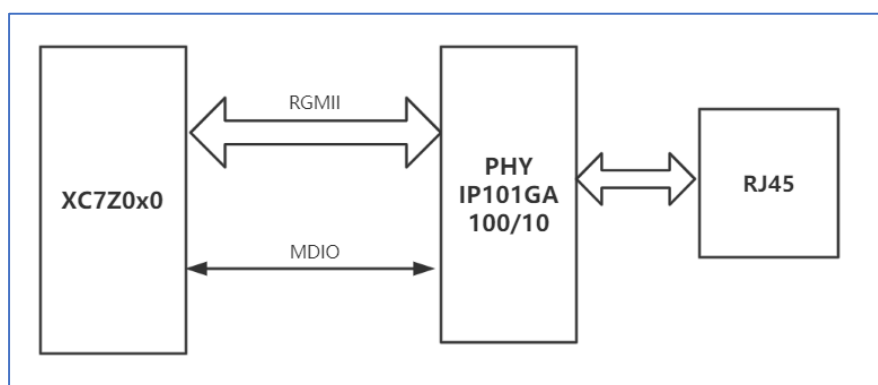 XC7Z0x0
RGMII
MDIO
PHY
IP101GA
100/10
RJ45